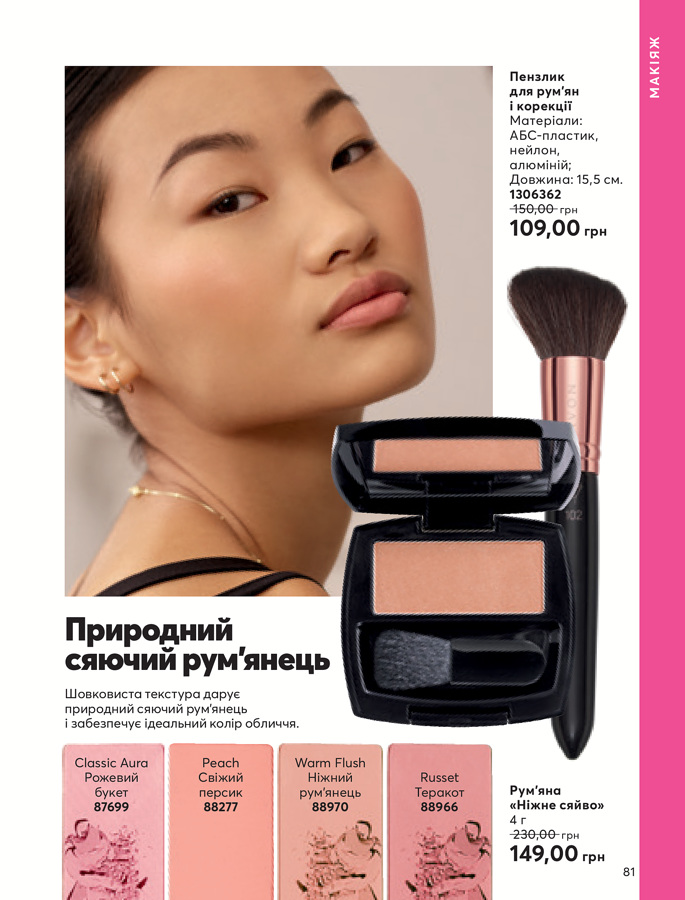 МАКІЯЖ
Пензлик
для рум’ян
і корекції
Матеріали:
АБС-пластик,
нейлон,
алюміній;
Довжина: 15,5 см.
1306362
150,00 грн
109,00 грн
Природний
сяючий рум’янець
Шовковиста текстура дарує
природний сяючий рум’янець
і забезпечує ідеальний колір обличчя.
Classic Aura
Рожевий
букет
87699
Peach
Свіжий
персик
88277
Warm Flush
Ніжний
рум’янець
88970
Russet
Теракот
88966
Рум’яна
«Ніжне сяйво»
4 г
230,00 грн
149,00 грн
81